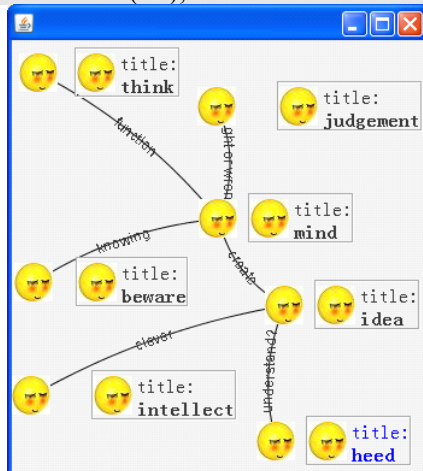 title:
think
function
title:
judgement
title:
mind
knowing
title:
beware
create
title:
idea
clever
title:
intellect
understand?
title:
heed